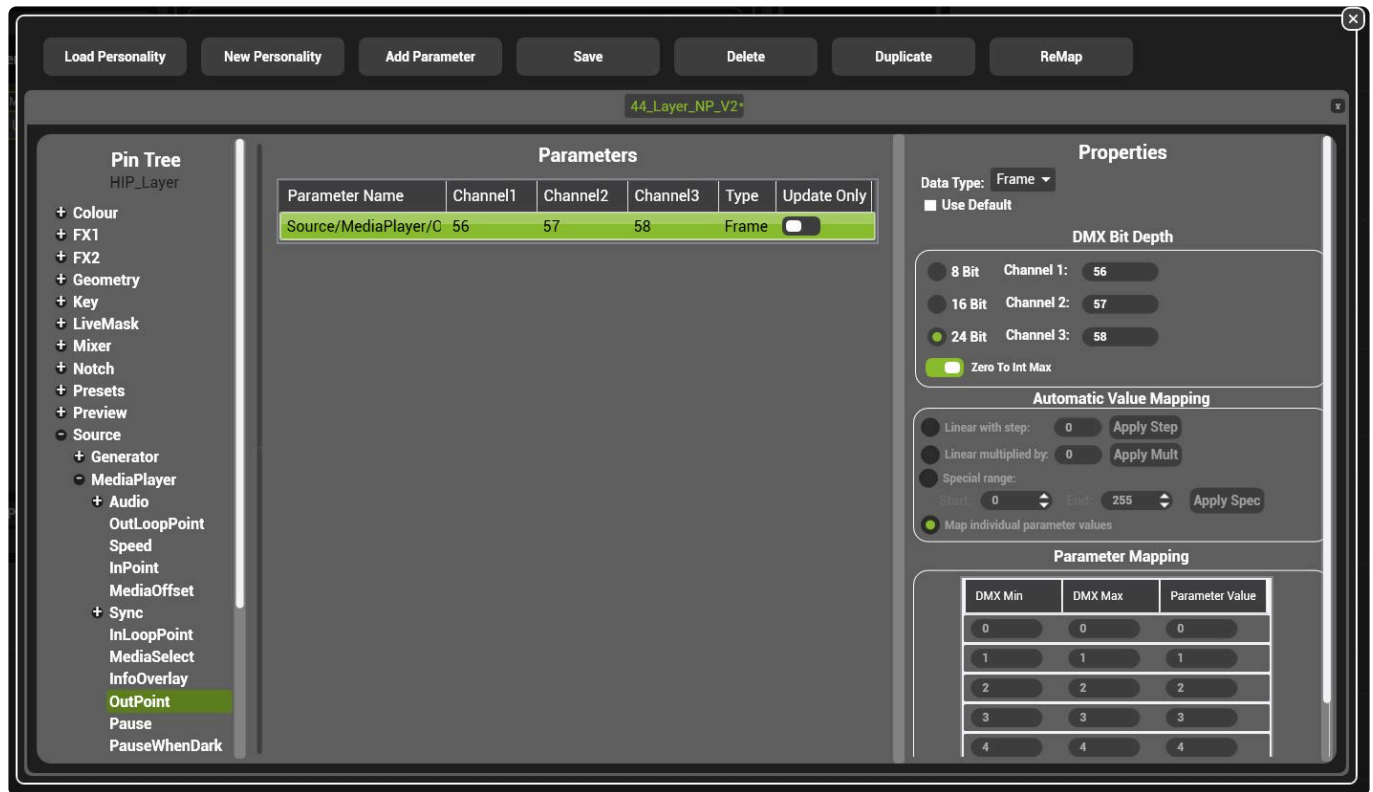 Load Personality New Personality Add Parameter Save Delete Duplicate ReMap
44_Layer_NP_V2*
x
Pin Tree
HIP_Layer
+ Colour
+ FX1
+ FX2
+ Geometry
+ Key
+ LiveMask
+ Mixer
+ Notch
+ Presets
+ Preview
- Source
+ Generator
- MediaPlayer
+ Audio
OutLoopPoint
Speed
InPoint
MediaOffset
+ Sync
InLoopPoint
MediaSelect
InfoOverlay
OutPoint
Pause
PauseWhenDark
Parameters
Parameter Name Channel1 Channel2 Channel3 Type Update Only
Source/MediaPlayer/O 56 57 58 Frame
Properties
Data Type: Frame
Use Default
DMX Bit Depth
8 Bit Channel 1: 56
16 Bit Channel 2: 57
24 Bit Channel 3: 58
Zero To Int Max
Automatic Value Mapping
Linear with step: 0 Apply Step
Linear multiplied by: 0 Apply Mult
Special range:
Start: 0 End: 255 Apply Spec
Map individual parameter values
Parameter Mapping
DMX Min DMX Max Parameter Value
0 0 0
1 1 1
2 2 2
3 3 3
4 4 4